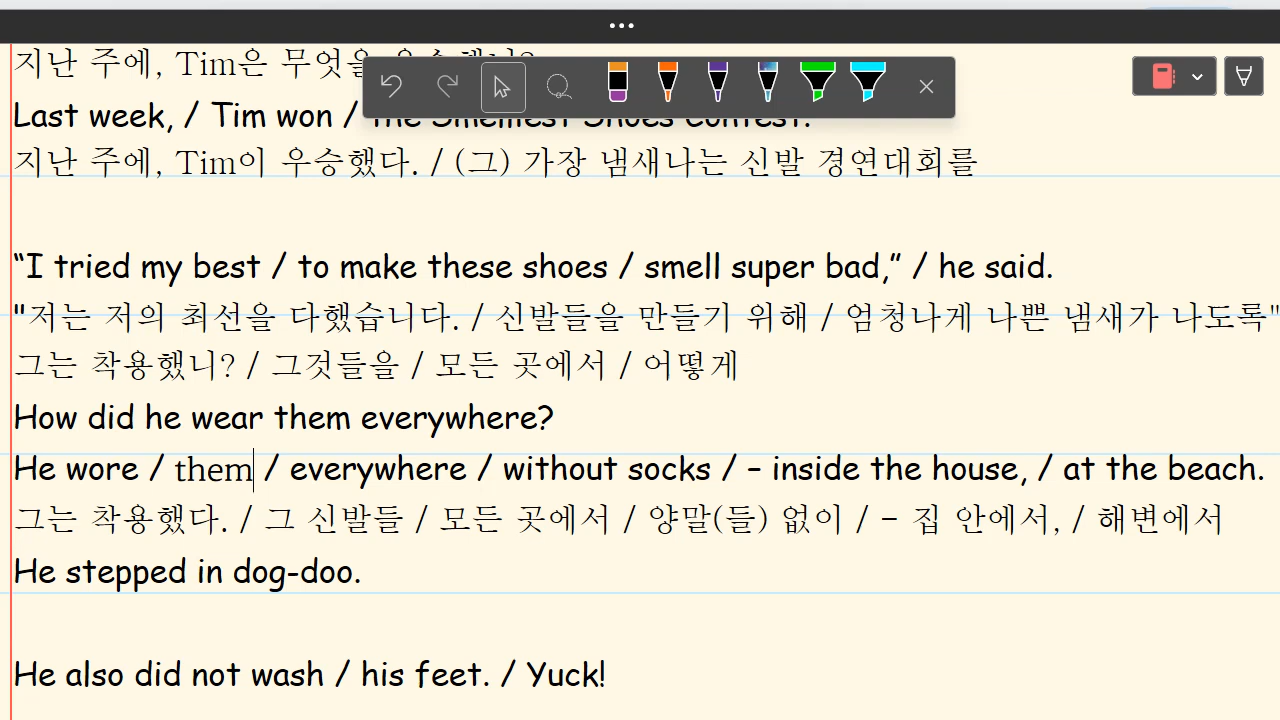 지난 주에, Tim은 무엇을
Last week, / Tim won / the Smelliest Shoes Contest.
지난 주에, Tim이 우승했다. / (그) 가장 냄새나는 신발 경연대회를
“I tried my best / to make these shoes / smell super bad,” / he said.
"저는 저의 최선을 다했습니다. / 신발들을 만들기 위해 / 엄청나게 나쁜 냄새가 나도록"
그는 착용했니? / 그것들을 / 모든 곳에서 / 어떻게
How did he wear them everywhere?
He wore / them / everywhere / without socks / – inside the house, / at the beach.
그는 착용했다. / 그 신발들 / 모든 곳에서 / 양말(들) 없이 / – 집 안에서, / 해변에서
He stepped in dog-doo.
He also did not wash / his feet. / Yuck!